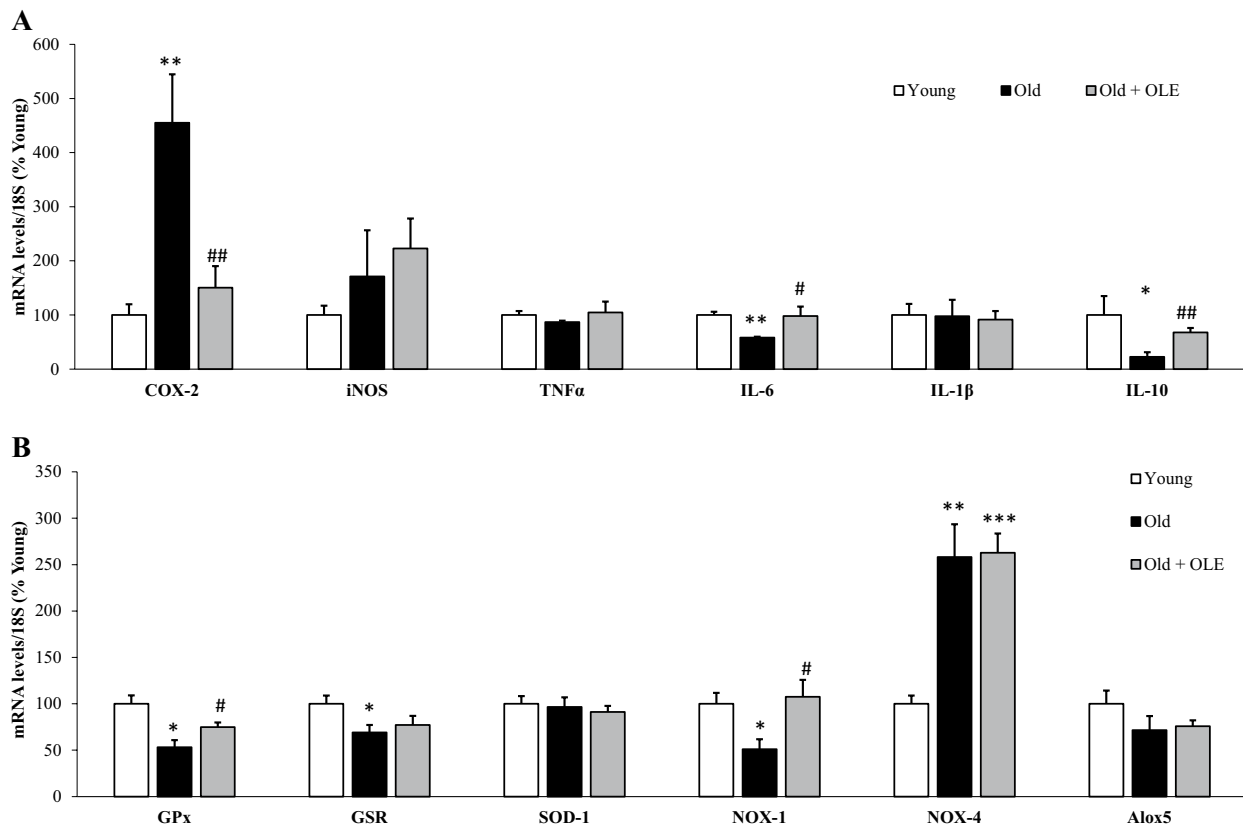 A
mRNA levels/18S (% Young)
600
500
400
300
200
100
0
Young
Old
Old + OLE
**
##
**
#
*
##
COX-2
iNOS
TNFα
IL-6
IL-1β
IL-10
B
mRNA levels/18S (% Young)
350
300
250
200
150
100
50
0
Young
Old
Old + OLE
*
#
*
*
#
**
***
GPx
GSR
SOD-1
NOX-1
NOX-4
Alox5